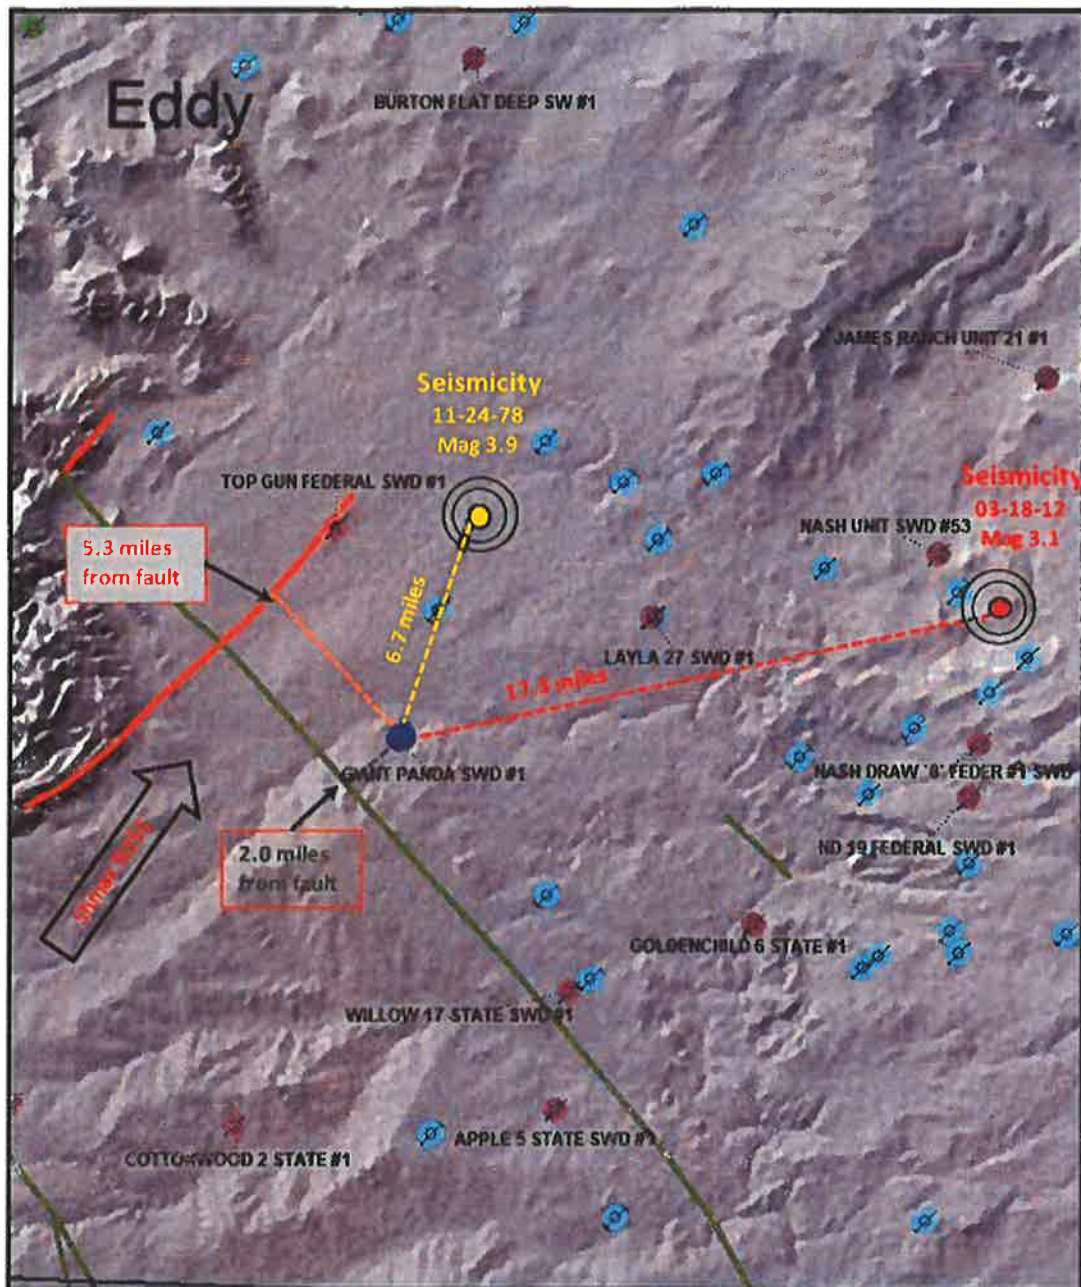 Eddy
BURTON FLAT DEEP SW #1
JAMES RANCH UNIT 21 #1
Seismicity
11-24-78
Mag 3.9
TOP GUN FEDERAL SWD #1
Seismicity
03-18-12
Mag 3.1
NASH UNIT SWD #53
5.3 miles
from fault
6.7 miles
LAYLA 27 SWD #1
miles
GIANT PANDA SWD #1
NASH DRAW '8' FEDER #1 SWD
2.0 miles
from fault
ND 19 FEDERAL SWD #1
GOLDENCHILD 6 STATE #1
WILLOW 17 STATE SWD #1
APPLE 5 STATE SWD #1
COTTONWOOD 2 STATE #1